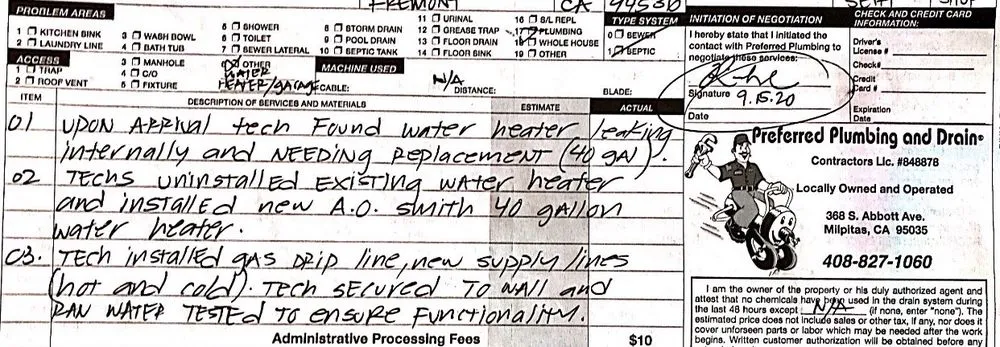 FREMONT CA 94536
PROBLEM AREAS
1 KITCHEN SINK 3 WASH BOWL 5 SHOWER 8 STORM DRAIN 11 URINAL 16 S/L REPL
2 LAUNDRY LINE 4 BATH TUB 6 TOILET 9 POOL DRAIN 12 GREASE TRAP 17 PLUMBING
7 SEWER LATERAL 10 SEPTIC TANK 13 FLOOR DRAIN 18 WHOLE HOUSE
14 FLOOR SINK 19 OTHER
TYPE SYSTEM
0 SEWER
1 SEPTIC
ACCESS
1 TRAP 3 MANHOLE OTHER
2 ROOF VENT 4 C/O WATER
5 FIXTURE HEATER/GARAGE
MACHINE USED
CABLE: N/A DISTANCE: BLADE:
ITEM DESCRIPTION OF SERVICES AND MATERIALS ESTIMATE ACTUAL
01 UPON ARRIVAL tech Found water heater leaking
internally and NEEDING Replacement (40 gal).
02 TECHS uninstalled EXISTING WATER heater
and installed new A.O. smith 40 gallon
water heater.
03. TECH installed gas DRIP line, new supply lines
(hot and cold). TECH SECURED TO WALL and
RAN WATER TESTED to ensure Functionality.
Administrative Processing Fees $10
INITIATION OF NEGOTIATION
I hereby state that I initiated the
contact with Preferred Plumbing to
negotiate these services:
Signature 9.15.20
Date
CHECK AND CREDIT CARD
INFORMATION:
Driver's
License #
Check#
Credit
Card #
Expiration
Date
Preferred Plumbing and Drain®
Contractors Lic. #848878
Locally Owned and Operated
368 S. Abbott Ave.
Milpitas, CA 95035
408-827-1060
I am the owner of the property or his duly authorized agent and
attest that no chemicals have been used in the drain system during
the last 48 hours except N/A (if none, enter "none"). The
estimated price does not include sales or other tax, if any, nor does it
cover unforseen parts or labor which may be needed after the work
begins. Written customer authorization will be obtained before any